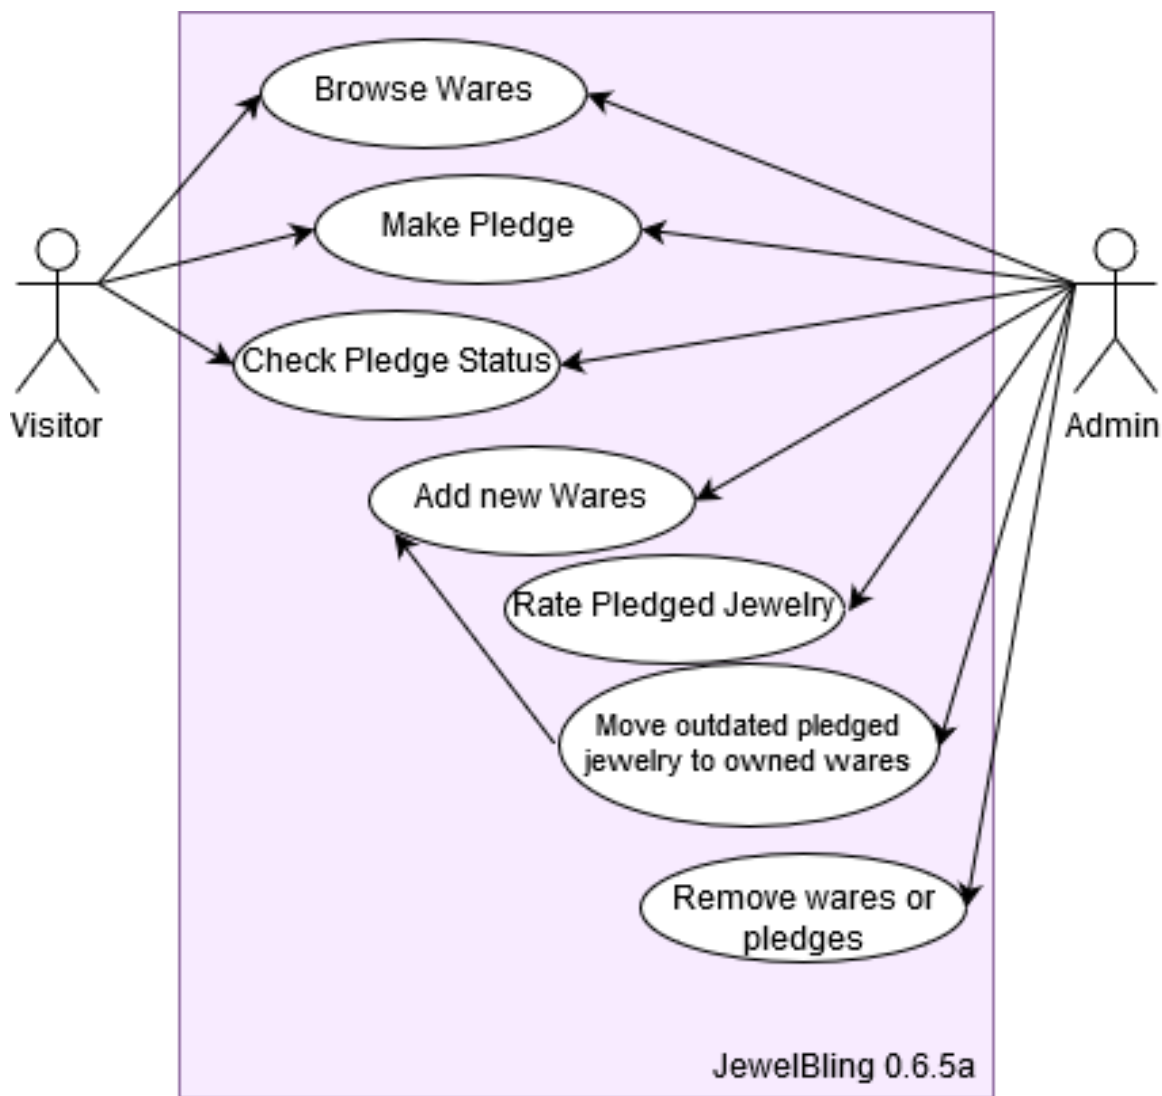 Browse Wares
Make Pledge
Check Pledge Status
Visitor
Admin
Add new Wares
Rate Pledged Jewelry
Move outdated pledged
jewelry to owned wares
Remove wares or
pledges
JewelBling 0.6.5a